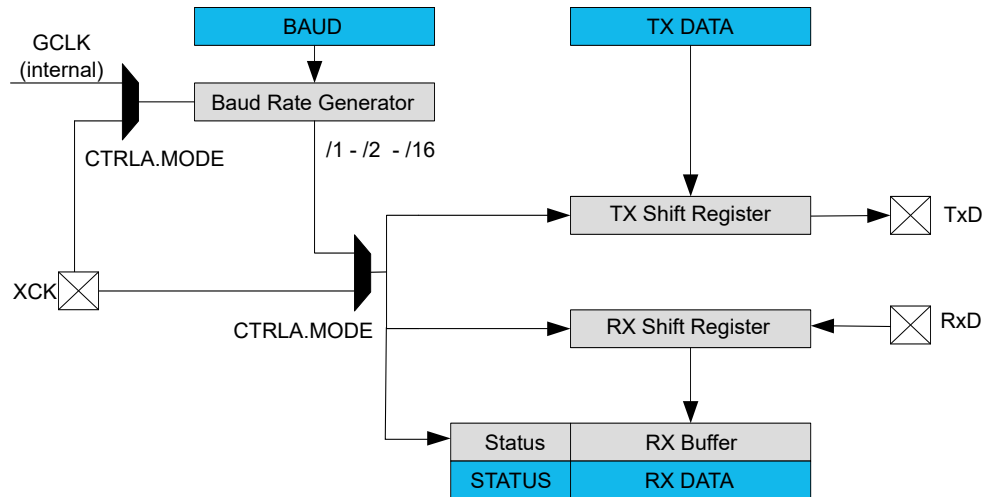 BAUD
TX DATA
GCLK
(internal)
Baud Rate Generator
CTRLA.MODE
/1 - /2 - /16
TX Shift Register
TxD
XCK
CTRLA.MODE
RX Shift Register
RxD
Status
RX Buffer
STATUS
RX DATA